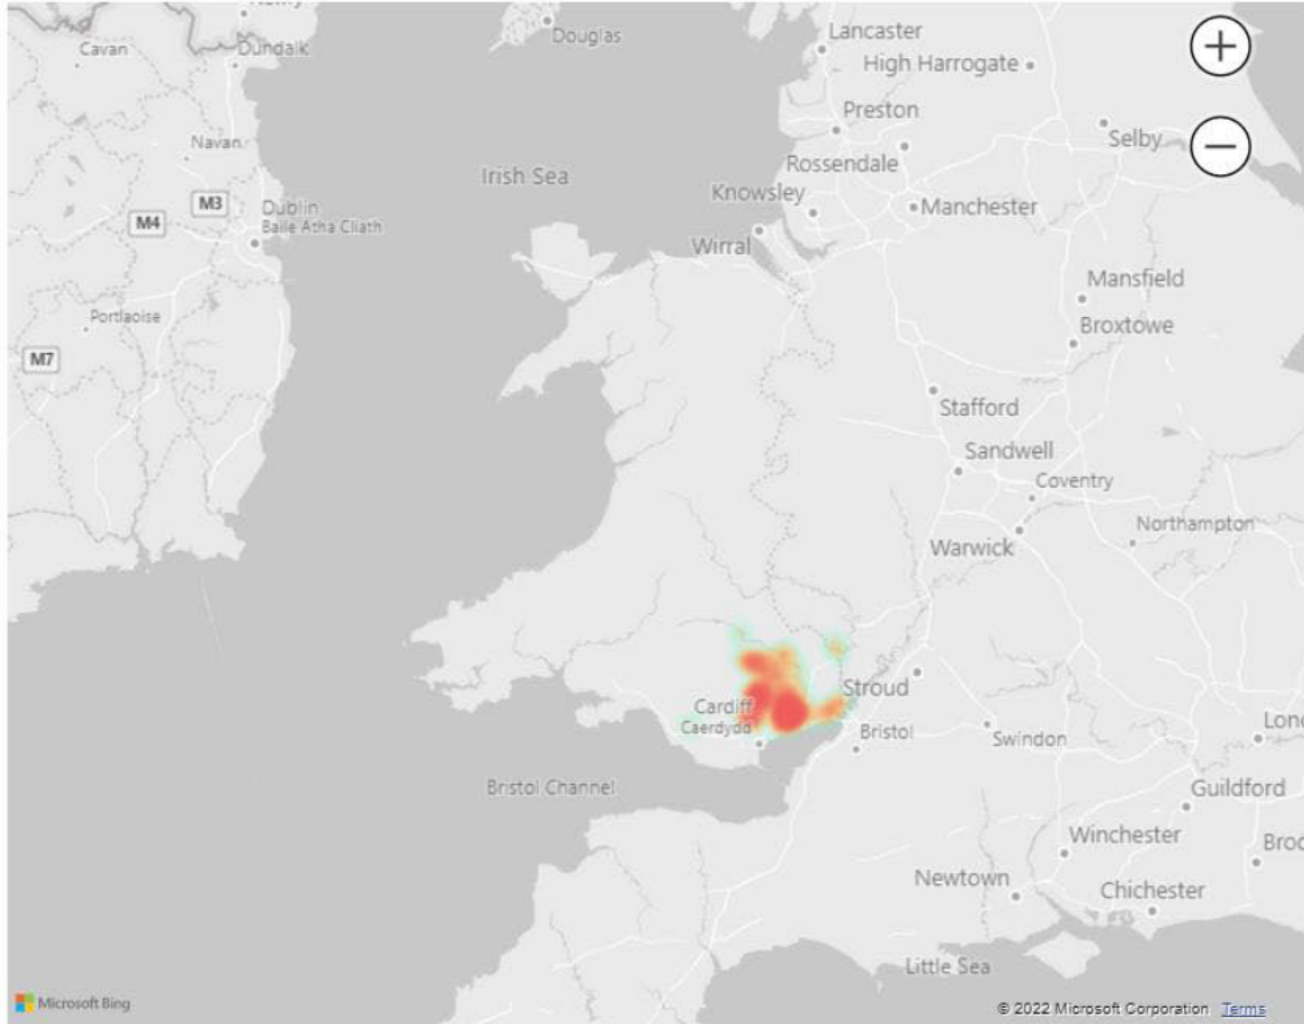 Cavan
Dundalk
Douglas
Lancaster
High Harrogate
Preston
Selby
Navan
Rossendale
Irish Sea
Knowsley
M3
Dublin
Baile Átha Cliath
M4
Manchester
Wirral
Mansfield
Portlaoise
Broxtowe
M7
Stafford
Sandwell
Coventry
Northampton
Warwick
Stroud
Cardiff
Caerdydd
Bristol
Swindon
Lond
Bristol Channel
Guildford
Winchester
Broo
Newtown
Chichester
Little Sea
Microsoft Bing
© 2022 Microsoft Corporation Terms